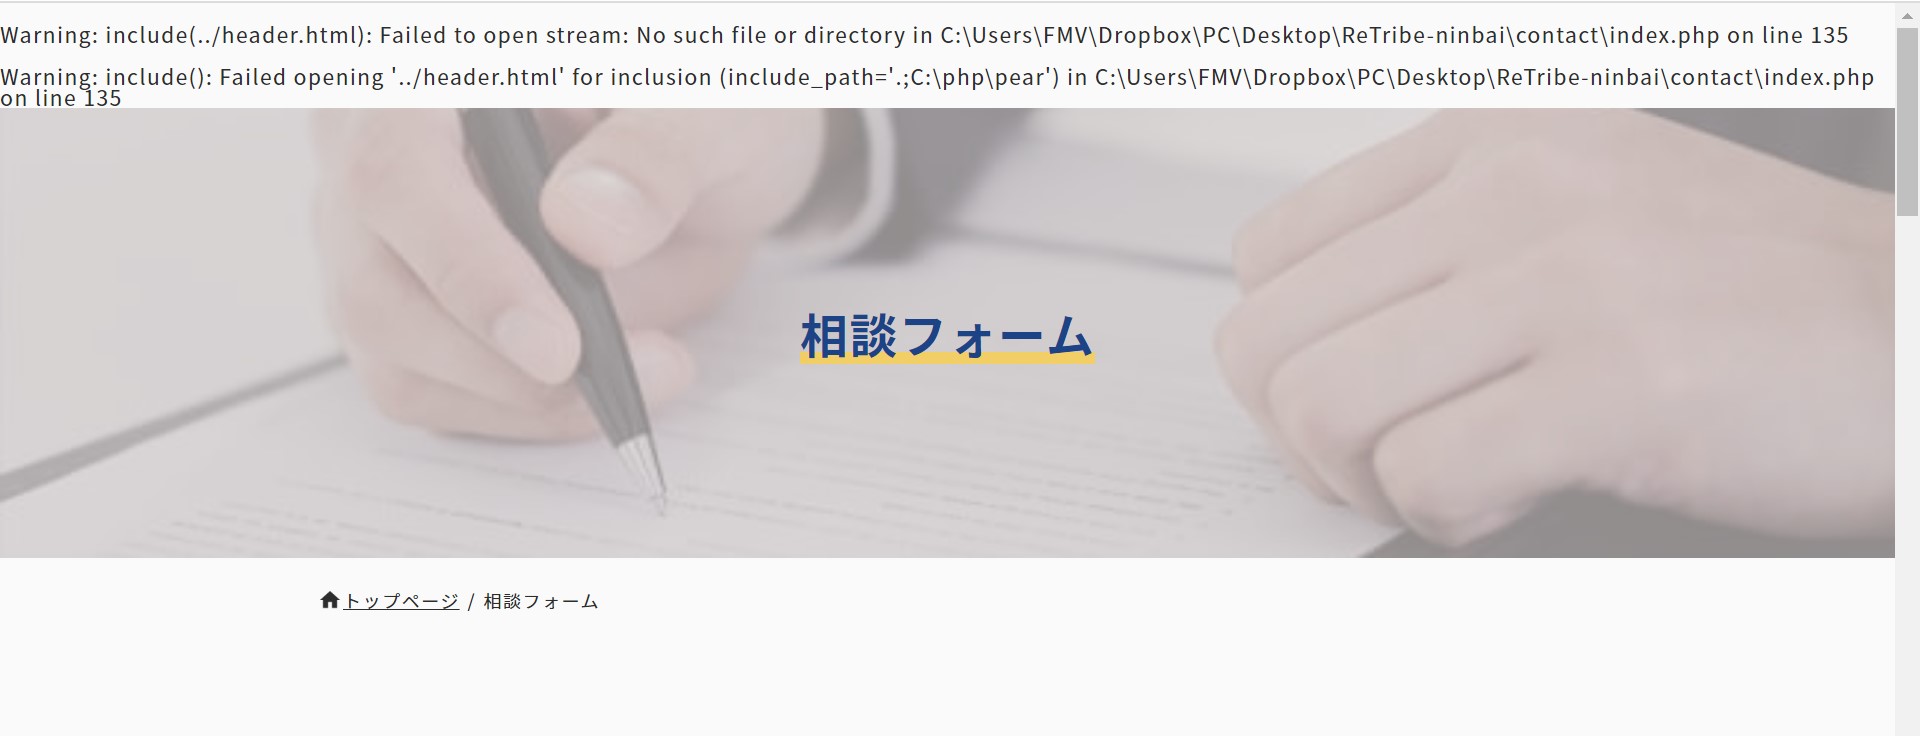 Warning: include(../header.html): Failed to open stream: No such file or directory in C:\Users\FMV\Dropbox\PC\Desktop\ReTribe-ninbai\contact\index.php on line 135
Warning: include(): Failed opening '../header.html' for inclusion (include_path='.;C:\php\pear') in C:\Users\FMV\Dropbox\PC\Desktop\ReTribe-ninbai\contact\index.php
on line 135
相談フォーム
トップページ / 相談フォーム